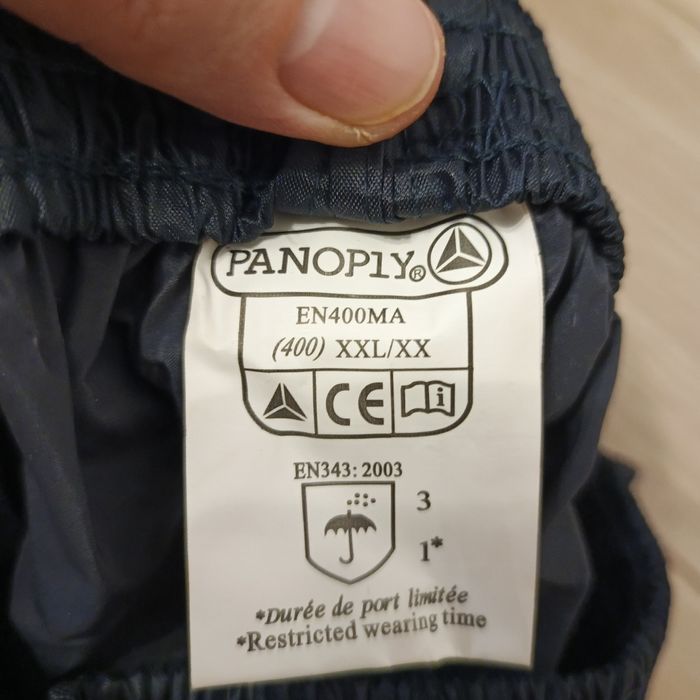 PANOPLY®
EN400MA
(400) XXL/XX
CE i
EN343: 2003
3
1*
*Durée de port limitée
*Restricted wearing time